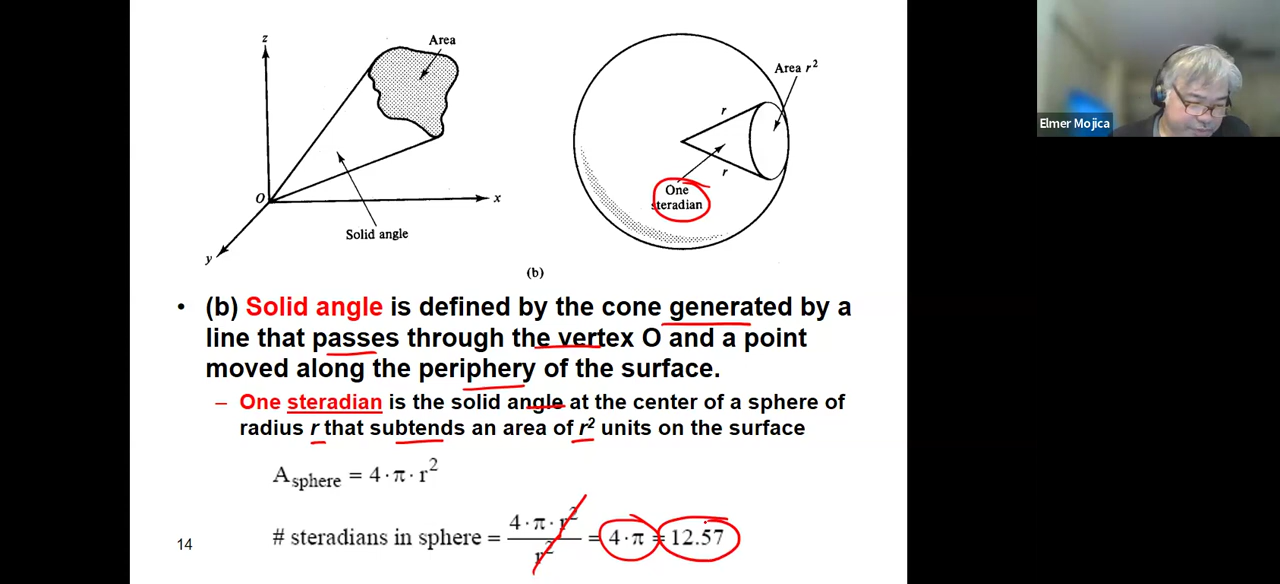 z
Area
O
x
y
Solid angle
Area r²
r
r
One
steradian
(b)
Elmer Mojica
• (b) Solid angle is defined by the cone generated by a
line that passes through the vertex O and a point
moved along the periphery of the surface.
– One steradian is the solid angle at the center of a sphere of
radius r that subtends an area of r² units on the surface
A_sphere = 4·π·r²
# steradians in sphere = (4·π·r²)/r² = 4·π = 12.57
14